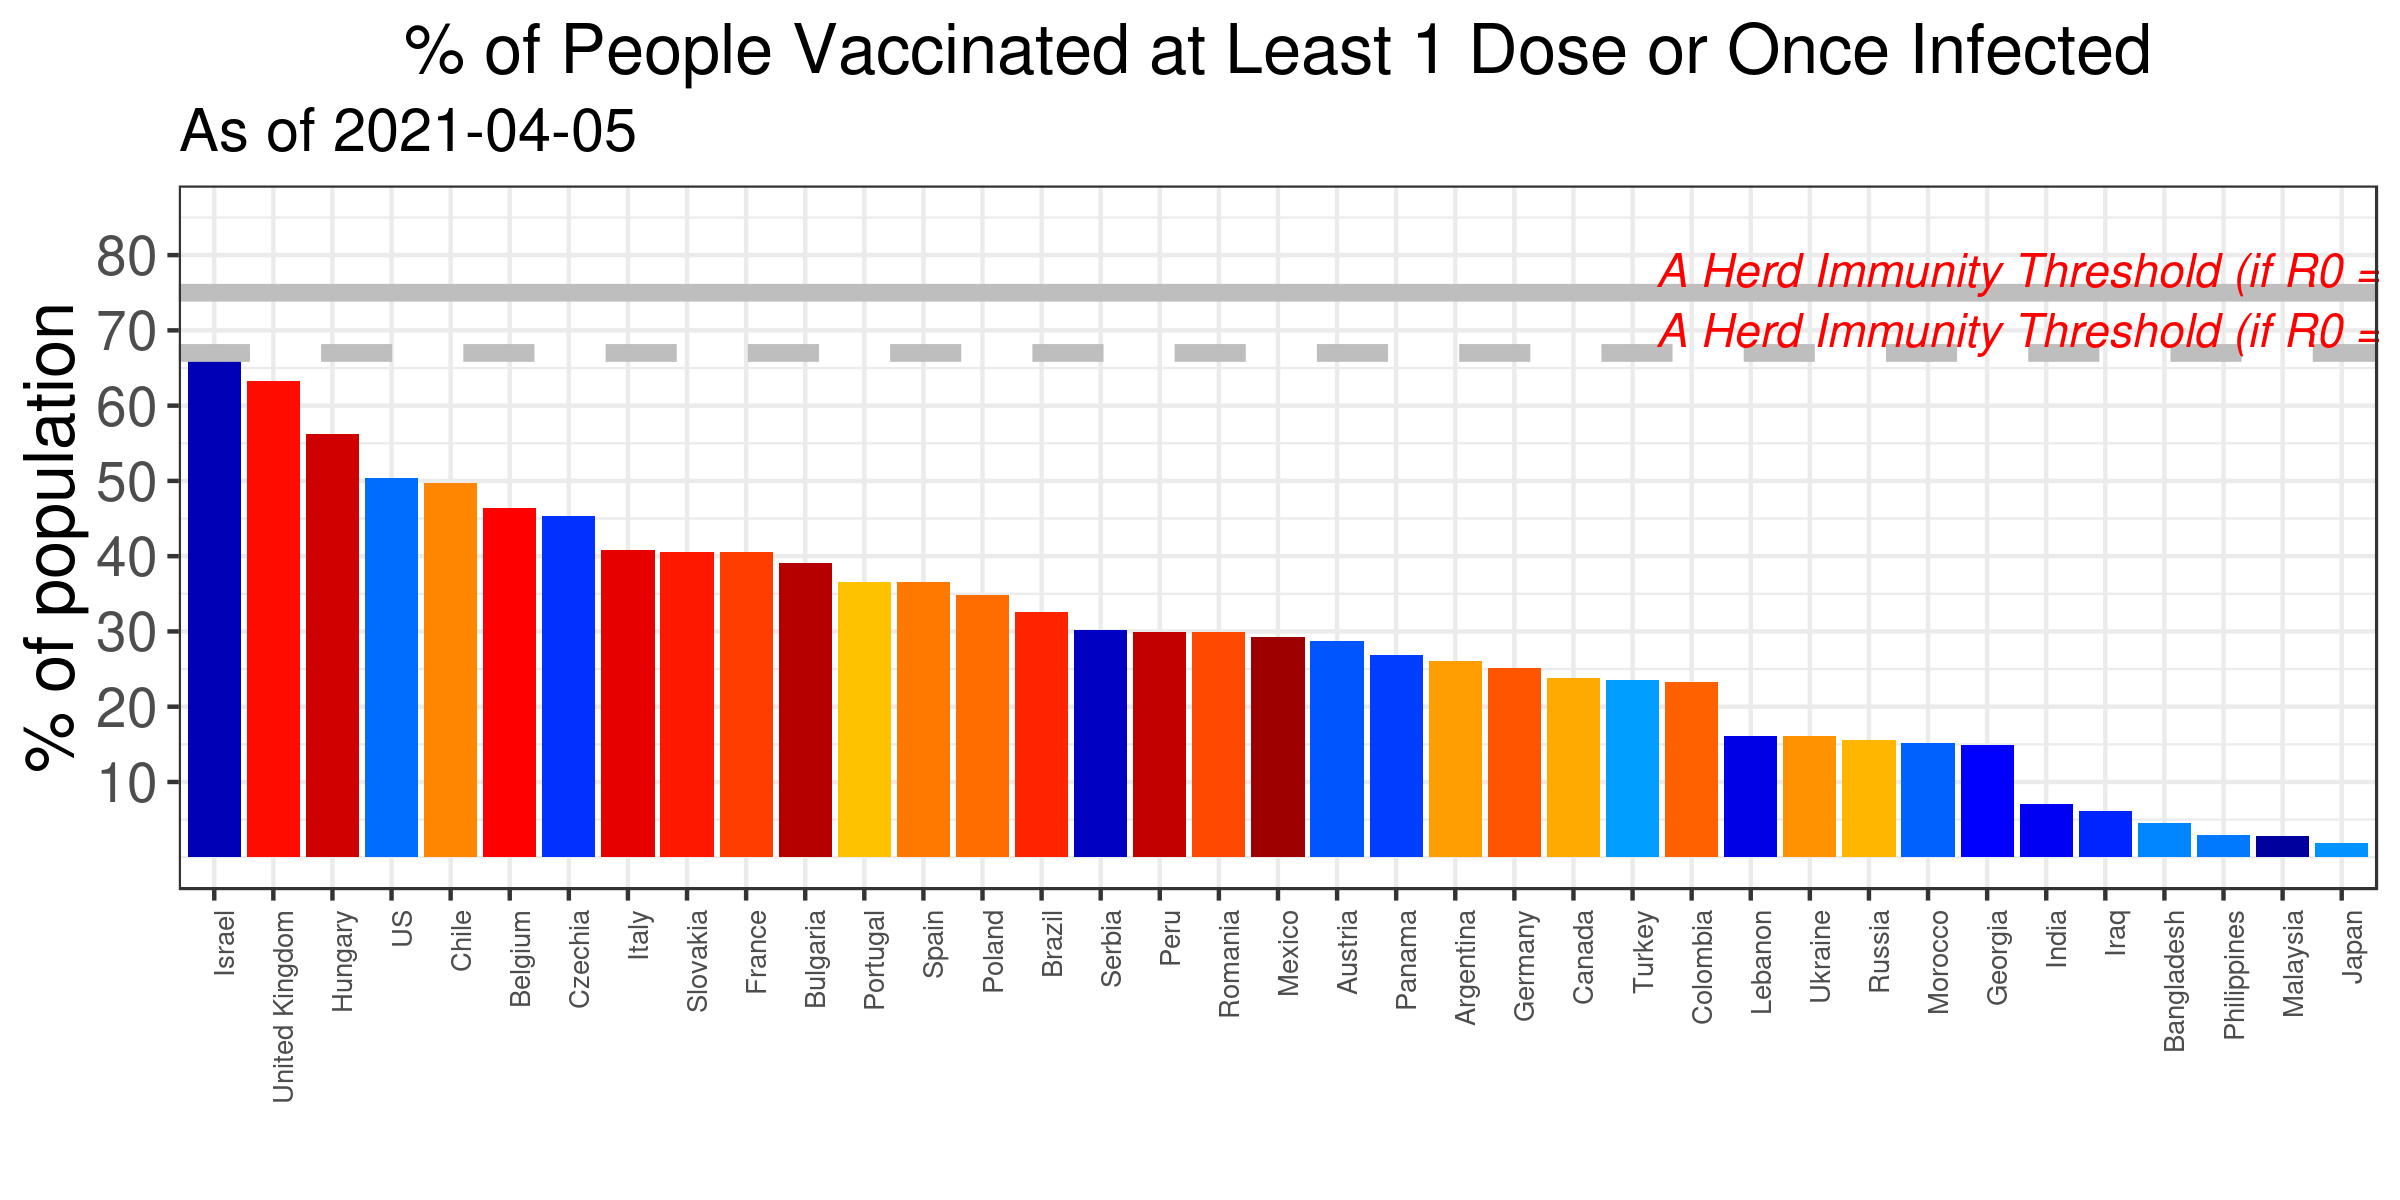 % of People Vaccinated at Least 1 Dose or Once Infected
As of 2021-04-05
% of population
80
70
60
50
40
30
20
10
A Herd Immunity Threshold (if R0 =
A Herd Immunity Threshold (if R0 =
Israel
United Kingdom
Hungary
US
Chile
Belgium
Czechia
Italy
Slovakia
France
Bulgaria
Portugal
Spain
Poland
Brazil
Serbia
Peru
Romania
Mexico
Austria
Panama
Argentina
Germany
Canada
Turkey
Colombia
Lebanon
Ukraine
Russia
Morocco
Georgia
India
Iraq
Bangladesh
Philippines
Malaysia
Japan